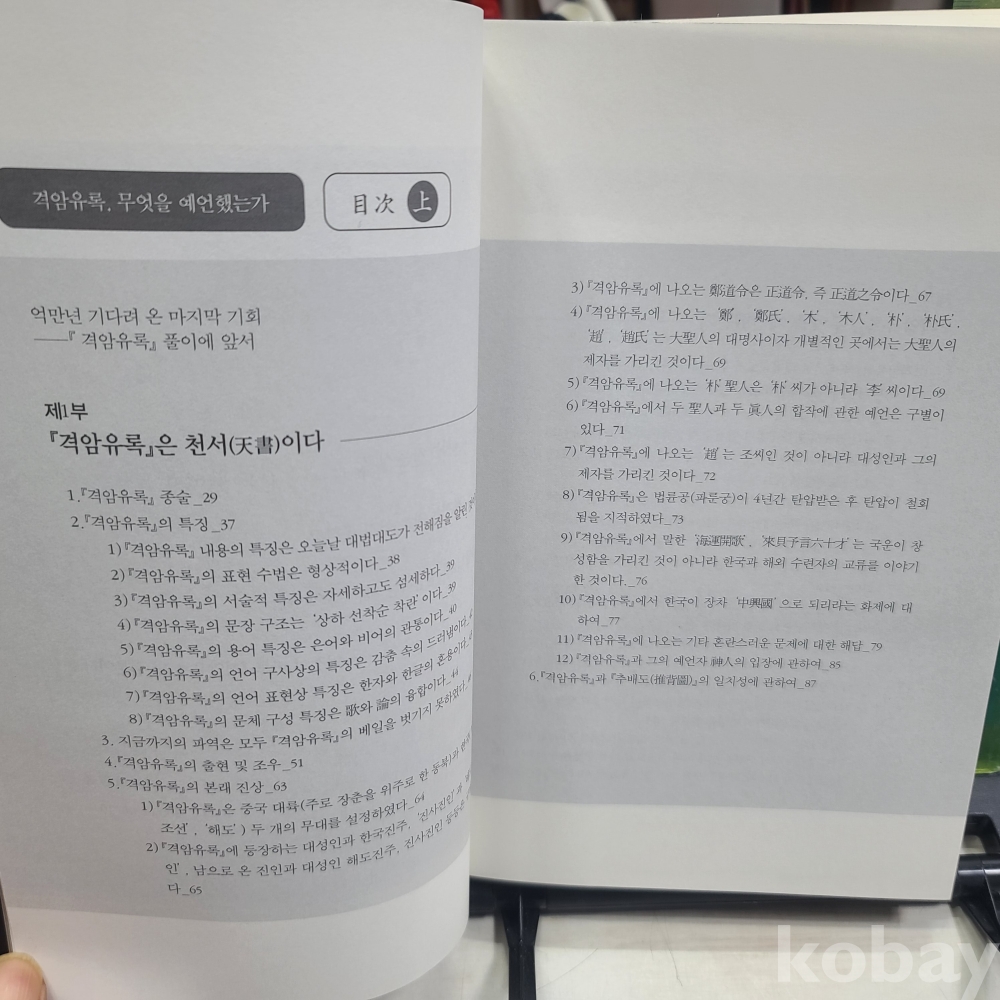 격암유록, 무엇을 예언했는가
目次 上
억만년 기다려 온 마지막 기회
——『격암유록』 풀이에 앞서
제1부
『격암유록』은 천서(天書)이다
1.『격암유록』 종술_29
2.『격암유록』의 특징_37
1)『격암유록』 내용의 특징은 오늘날 대법대도가 전해짐을 알린
2)『격암유록』의 표현 수법은 형상적이다_38
3)『격암유록』의 서술적 특징은 자세하고도 섬세하다_39
4)『격암유록』의 문장 구조는 '상하 선착순 착란'이다_39
5)『격암유록』의 용어 특징은 은어와 비어의 관통이다_40
6)『격암유록』의 언어 구사상의 특징은 감춤 속의 드러냄이다
7)『격암유록』의 언어 표현상 특징은 한자와 한글의 혼용이다
8)『격암유록』의 문체 구성 특징은 歌와 論의 융합이다_44
3. 지금까지의 파역은 모두 『격암유록』의 베일을 벗기지 못하였다
4.『격암유록』의 출현 및 조우_51
5.『격암유록』의 본래 진상_63
1)『격암유록』은 중국 대륙(주로 장춘을 위주로 한 동북)과
조선', '해도') 두 개의 무대를 설정하였다_64
2)『격암유록』에 등장하는 대성인과 한국진주, '진사진인'과
인', 남으로 온 진인과 대성인 해도진주, 진사진인 등등은
다_65
3)『격암유록』에 나오는 鄭道令은 正道令, 즉 正道之令이다_67
4)『격암유록』에 나오는 '鄭', '鄭氏', '木', '木人', '朴', '朴氏',
'趙', '趙氏'는 大聖人의 대명사이자 개별적인 곳에서는 大聖人의
제자를 가리킨 것이다_69
5)『격암유록』에 나오는 '朴' 聖人은 '朴'씨가 아니라 '李'씨이다_69
6)『격암유록』에서 두 聖人과 두 眞人의 합작에 관한 예언은 구별이
있다_71
7)『격암유록』에 나오는 '趙'는 조씨인 것이 아니라 대성인과 그의
제자를 가리킨 것이다_72
8)『격암유록』은 법륜공(파룬궁)이 4년간 탄압받은 후 탄압이 철회
됨을 지적하였다_73
9)『격암유록』에서 말한 '海運開歌', '來貝予言六十才'는 국운이 창
성함을 가리킨 것이 아니라 한국과 해외 수련자의 교류를 이야기
한 것이다._76
10)『격암유록』에서 한국이 장차 '中興國'으로 되리라는 화제에 대
하여_77
11)『격암유록』에 나오는 기타 혼란스러운 문제에 대한 해답_79
12)『격암유록』과 그의 예언자 神人의 입장에 관하여_85
6.『격암유록』과 『추배도(推背圖)』의 일치성에 관하여_87
kobay